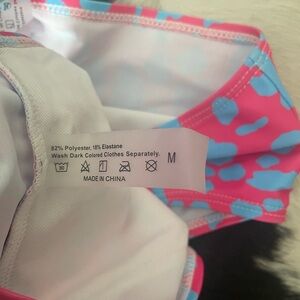 82% Polyester, 18% Elastane
Wash Dark Colored Clothes Separately.
M
MADE IN CHINA